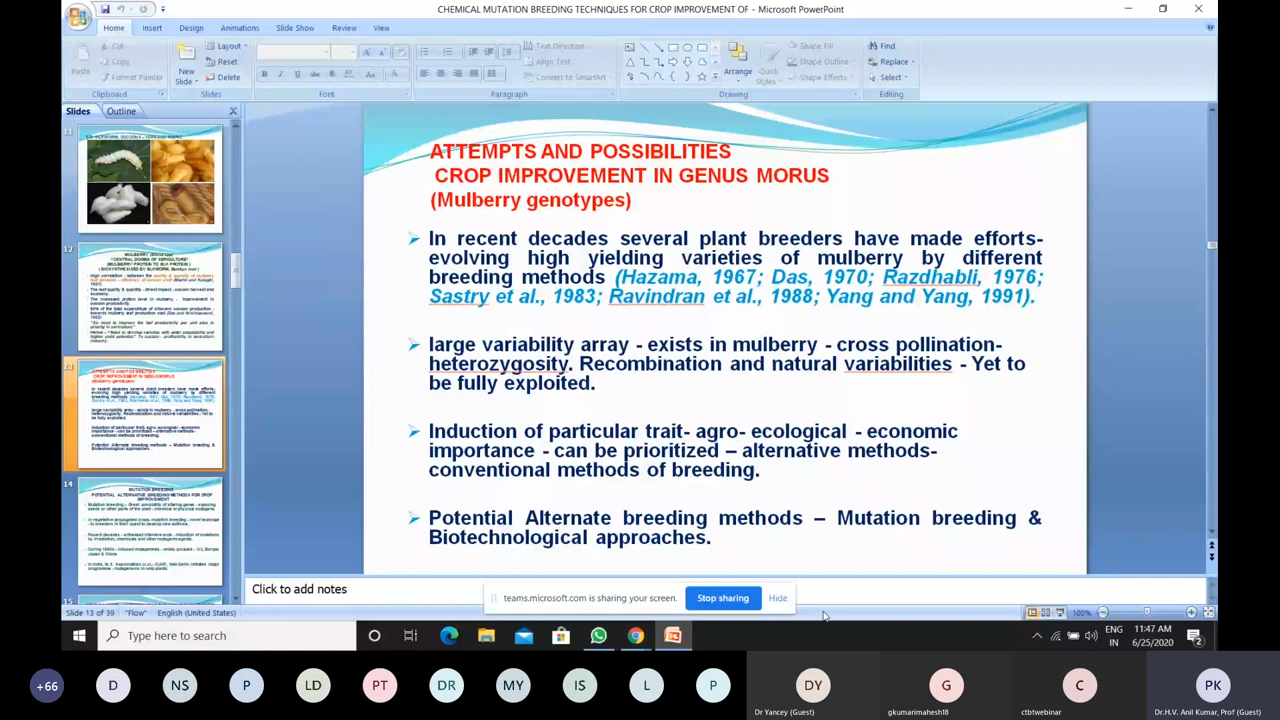 CHEMICAL MUTATION BREEDING TECHNIQUES FOR CROP IMPROVEMENT OF - Microsoft PowerPoint
Home Insert Design Animations Slide Show Review View
Cut
Copy
Format Painter
Paste
Clipboard
New
Slide
Layout
Reset
Delete
Slides
Font
Text Direction
Align Text
Convert to SmartArt
Paragraph
Arrange
Quick
Styles
Shape Fill
Shape Outline
Shape Effects
Drawing
Find
Replace
Select
Editing
Slides Outline
11
12
13
14
15
ATTEMPTS AND POSSIBILITIES
CROP IMPROVEMENT IN GENUS MORUS
(Mulberry genotypes)
In recent decades several plant breeders have made efforts-
evolving high yielding varieties of mulberry by different
breeding methods (Hazama, 1967; Das, 1970; Razdhabli, 1976;
Sastry et al., 1983; Ravindran et al., 1988; Yang and Yang, 1991).
large variability array - exists in mulberry - cross pollination-
heterozygosity. Recombination and natural variabilities - Yet to
be fully exploited.
Induction of particular trait- agro- ecological - economic
importance - can be prioritized – alternative methods-
conventional methods of breeding.
Potential Alternate breeding methods – Mutation breeding &
Biotechnological approaches.
Click to add notes
teams.microsoft.com is sharing your screen. Stop sharing Hide
Slide 13 of 39 "Flow" English (United States)
100%
Type here to search
ENG
IN
11:47 AM
6/25/2020
2
+66 D NS P LD PT DR MY IS L P DY G C PK
Dr Yancey (Guest) gkumarimahesh18 ctbtwebinar Dr.H.V. Anil Kumar, Prof (Guest)